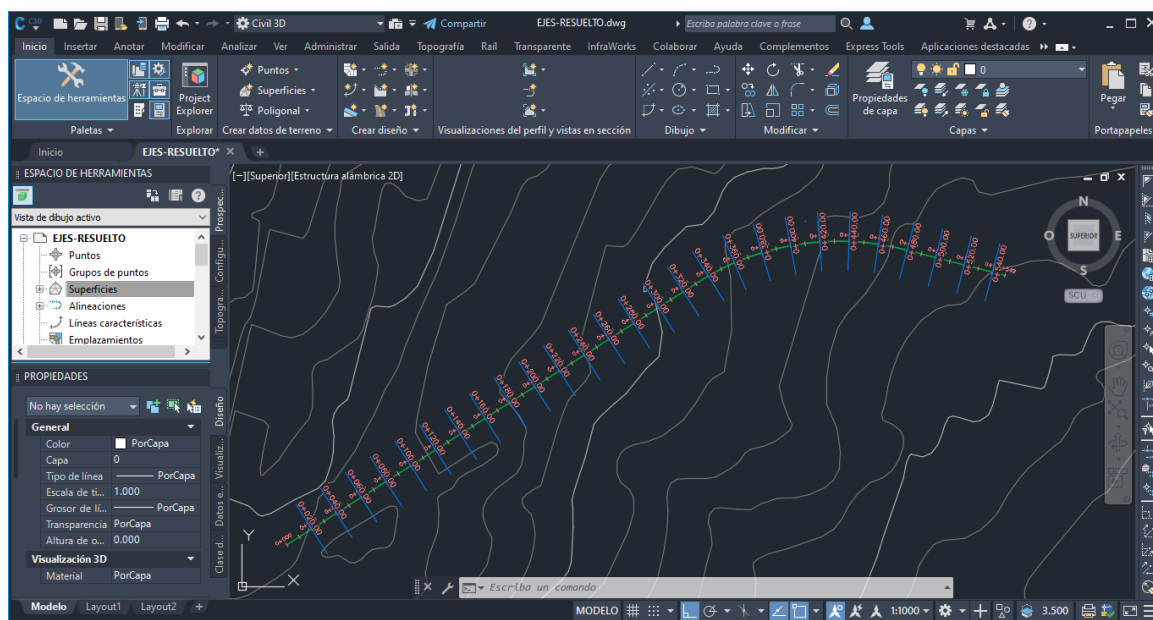 C 3D Civil 3D Compartir EJES-RESUELTO.dwg Escriba palabra clave o frase
Inicio Insertar Anotar Modificar Analizar Ver Administrar Salida Topografía Rail Transparente InfraWorks Colaborar Ayuda Complementos Express Tools Aplicaciones destacadas
Espacio de herramientas
Project Explorer
Puntos
Superficies
Poligonal
Propiedades de capa
0
Pegar
Paletas Explorar Crear datos de terreno Crear diseño Visualizaciones del perfil y vistas en sección Dibujo Modificar Capas Portapapeles
Inicio EJES-RESUELTO*
ESPACIO DE HERRAMIENTAS
Vista de dibujo activo
EJES-RESUELTO
Puntos
Grupos de puntos
Superficies
Alineaciones
Líneas características
Emplazamientos
Prospec...
Configu...
Topogra...
PROPIEDADES
No hay selección
General
Color PorCapa
Capa 0
Tipo de línea PorCapa
Escala de ti... 1.000
Grosor de lí... PorCapa
Transparencia PorCapa
Altura de o... 0.000
Visualización 3D
Material PorCapa
Diseño
Visualiz...
Datos e...
Clase d...
[-][Superior][Estructura alámbrica 2D]
0+000
0+020.00
0+040.00
0+060.00
0+080.00
0+100.00
0+120.00
0+140.00
0+160.00
0+180.00
0+200.00
0+220.00
0+240.00
0+260.00
0+280.00
0+300.00
0+320.00
0+340.00
0+360.00
0+380.00
0+400.00
0+420.00
0+440.00
0+460.00
0+480.00
0+500.00
0+520.00
0+540.00
N
O SUPERIOR E
S
SCU
Y
X
Escriba un comando
Modelo Layout1 Layout2 +
MODELO 1:1000 3.500